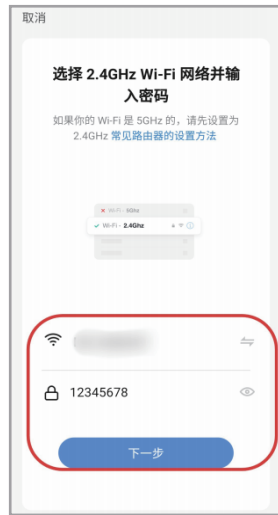 取消
选择 2.4GHz Wi-Fi 网络并输
入密码
如果你的 Wi-Fi 是 5GHz 的，请先设置为
2.4GHz 常见路由器的设置方法
Wi-Fi - 5Ghz
Wi-Fi - 2.4Ghz
12345678
下一步